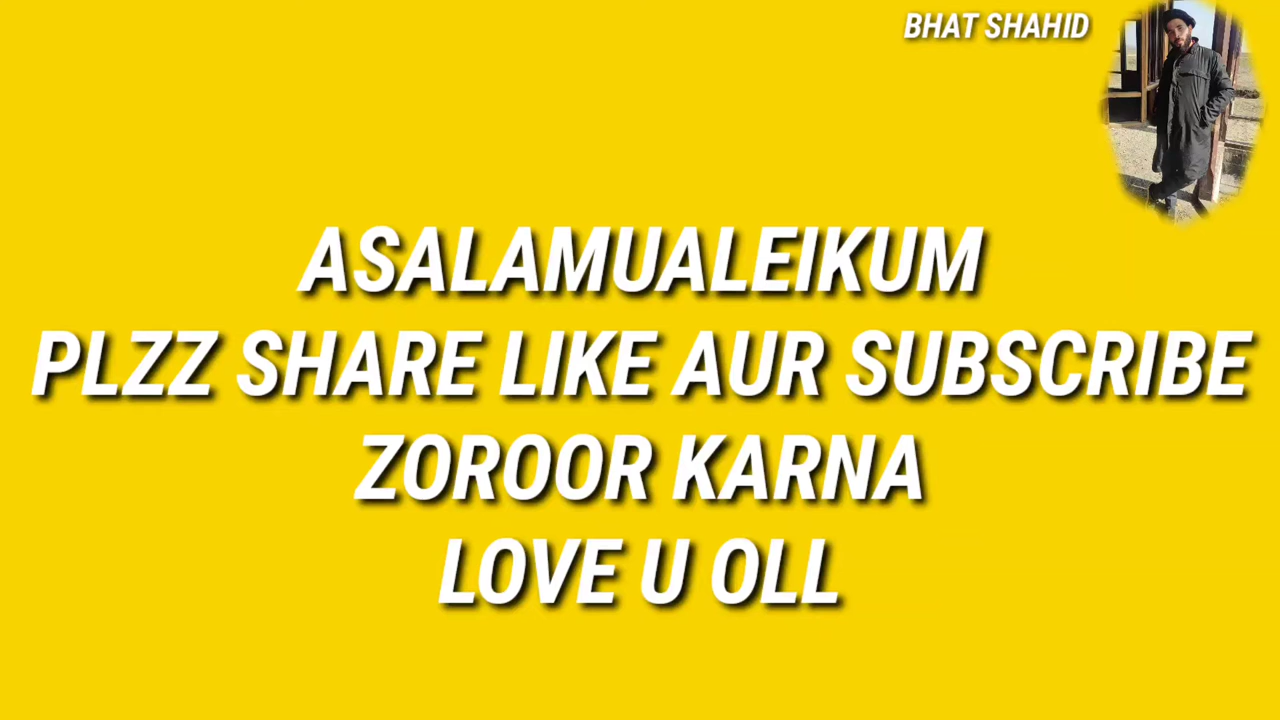 BHAT SHAHID
ASALAMUALEIKUM
PLZZ SHARE LIKE AUR SUBSCRIBE
ZOROOR KARNA
LOVE U OLL